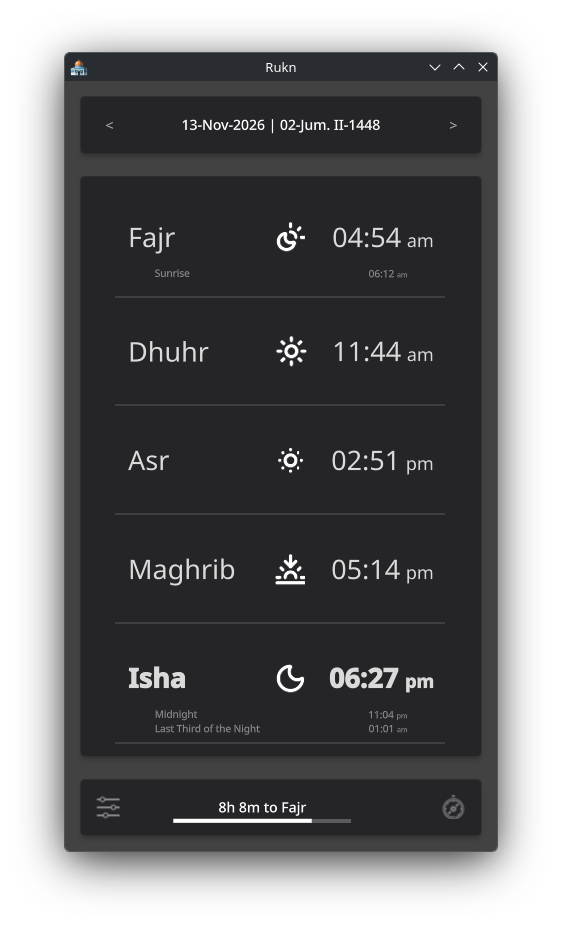 Rukn
< 13-Nov-2026 | 02-Jum. II-1448 >
Fajr 04:54 am
Sunrise 06:12 am
Dhuhr 11:44 am
Asr 02:51 pm
Maghrib 05:14 pm
Isha 06:27 pm
Midnight 11:04 pm
Last Third of the Night 01:01 am
8h 8m to Fajr